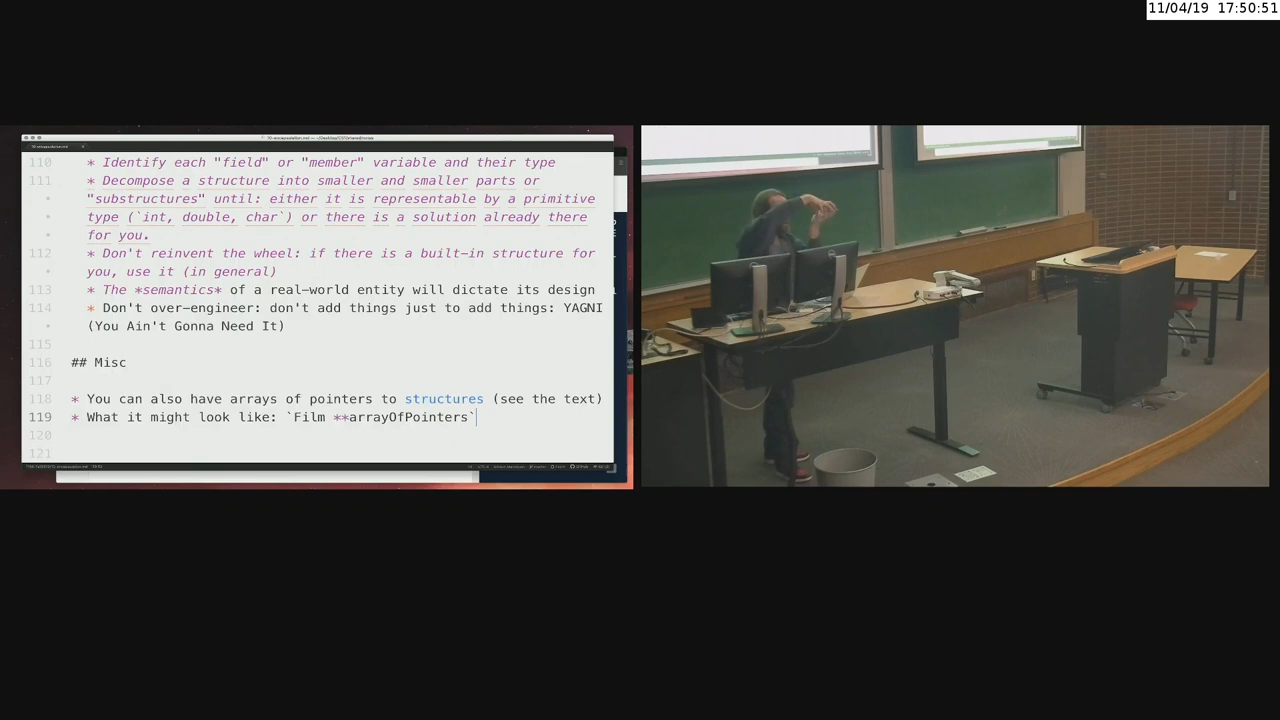 11/04/19 17:50:51
110 * Identify each "field" or "member" variable and their type
111 * Decompose a structure into smaller and smaller parts or
"substructures" until: either it is representable by a primitive
type (`int, double, char`) or there is a solution already there
for you.
112 * Don't reinvent the wheel: if there is a built-in structure for
you, use it (in general)
113 * The *semantics* of a real-world entity will dictate its design
114 * Don't over-engineer: don't add things just to add things: YAGNI
(You Ain't Gonna Need It)
115
116 ## Misc
117
118 * You can also have arrays of pointers to structures (see the text)
119 * What it might look like: `Film **arrayOfPointers`
120
121